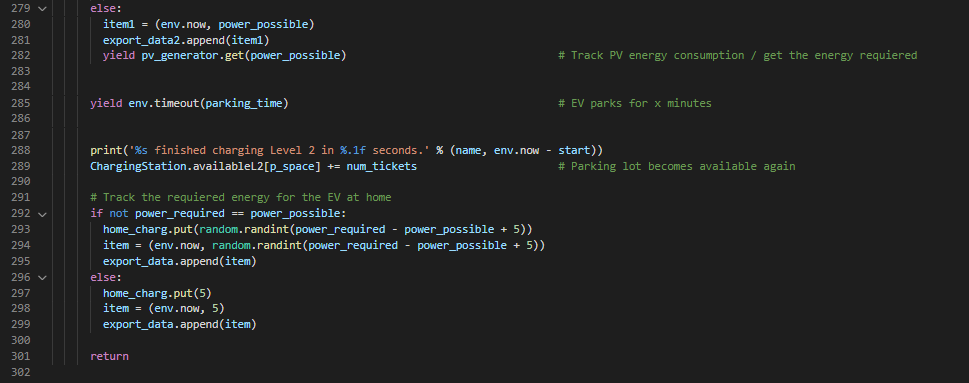 279 else:
280 item1 = (env.now, power_possible)
281 export_data2.append(item1)
282 yield pv_generator.get(power_possible) # Track PV energy consumption / get the energy requiered
283
284
285 yield env.timeout(parking_time) # EV parks for x minutes
286
287
288 print('%s finished charging Level 2 in %.1f seconds.' % (name, env.now - start))
289 ChargingStation.availableL2[p_space] += num_tickets # Parking lot becomes available again
290
291 # Track the requiered energy for the EV at home
292 if not power_required == power_possible:
293 home_charg.put(random.randint(power_required - power_possible + 5))
294 item = (env.now, random.randint(power_required - power_possible + 5))
295 export_data.append(item)
296 else:
297 home_charg.put(5)
298 item = (env.now, 5)
299 export_data.append(item)
300
301 return
302